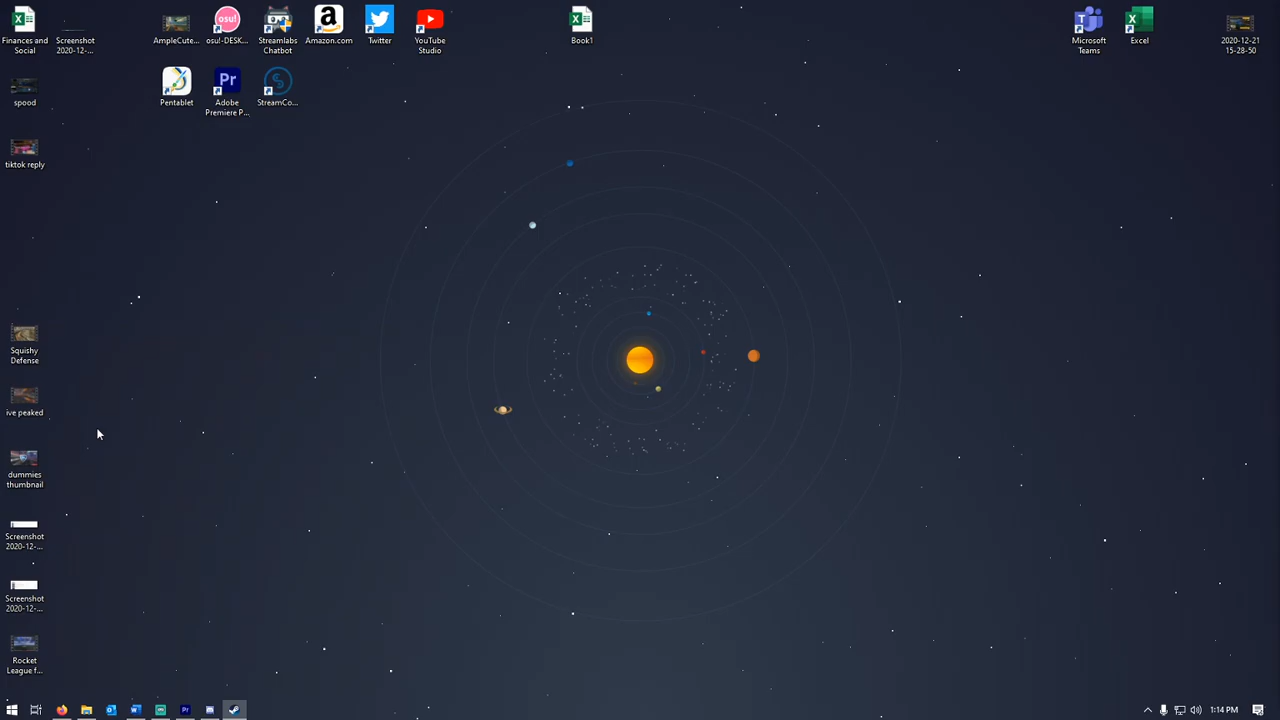 Finances and
Social
Screenshot
2020-12-...
AmpleCute...
osu!
osu!-DESK...
Streamlabs
Chatbot
Amazon.com
Twitter
YouTube
Studio
Book1
Microsoft
Teams
Excel
2020-12-21
15-28-50
spood
Pentablet
Pr
Adobe
Premiere P...
StreamCo...
tiktok reply
Squishy
Defense
ive peaked
dummies
thumbnail
Screenshot
2020-12-...
Screenshot
2020-12-...
Rocket
League f...
1:14 PM